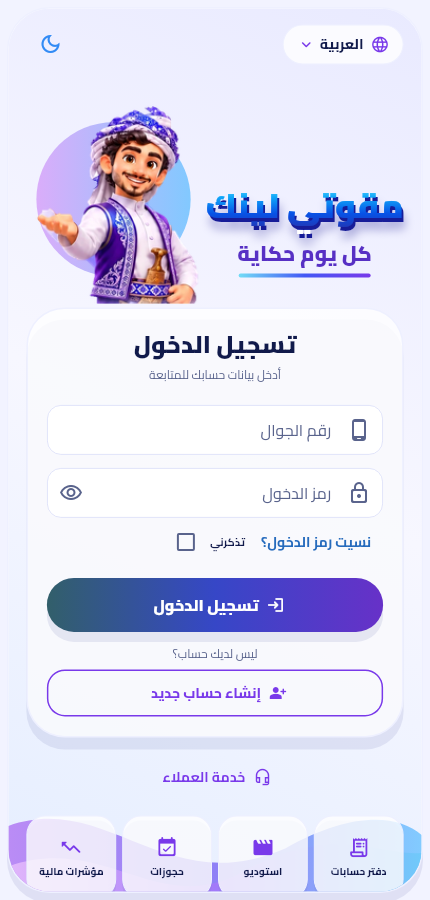 العربية
مقوتي لينك
كل يوم حكاية
تسجيل الدخول
أدخل بيانات حسابك للمتابعة
رقم الجوال
رمز الدخول
نسيت رمز الدخول؟
تذكرني
تسجيل الدخول
ليس لديك حساب؟
إنشاء حساب جديد
خدمة العملاء
دفتر حسابات
استوديو
حجوزات
مؤشرات مالية